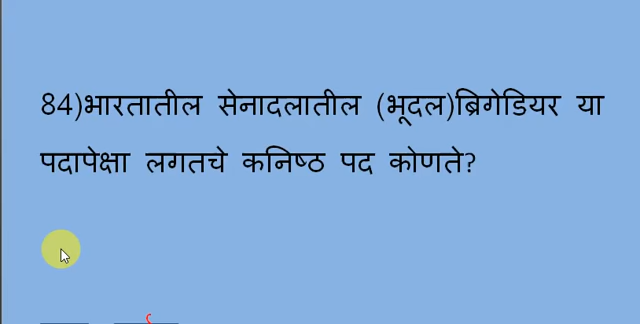 84)भारतातील सेनादलातील (भूदल)ब्रिगेडियर या
पदापेक्षा लगतचे कनिष्ठ पद कोणते?